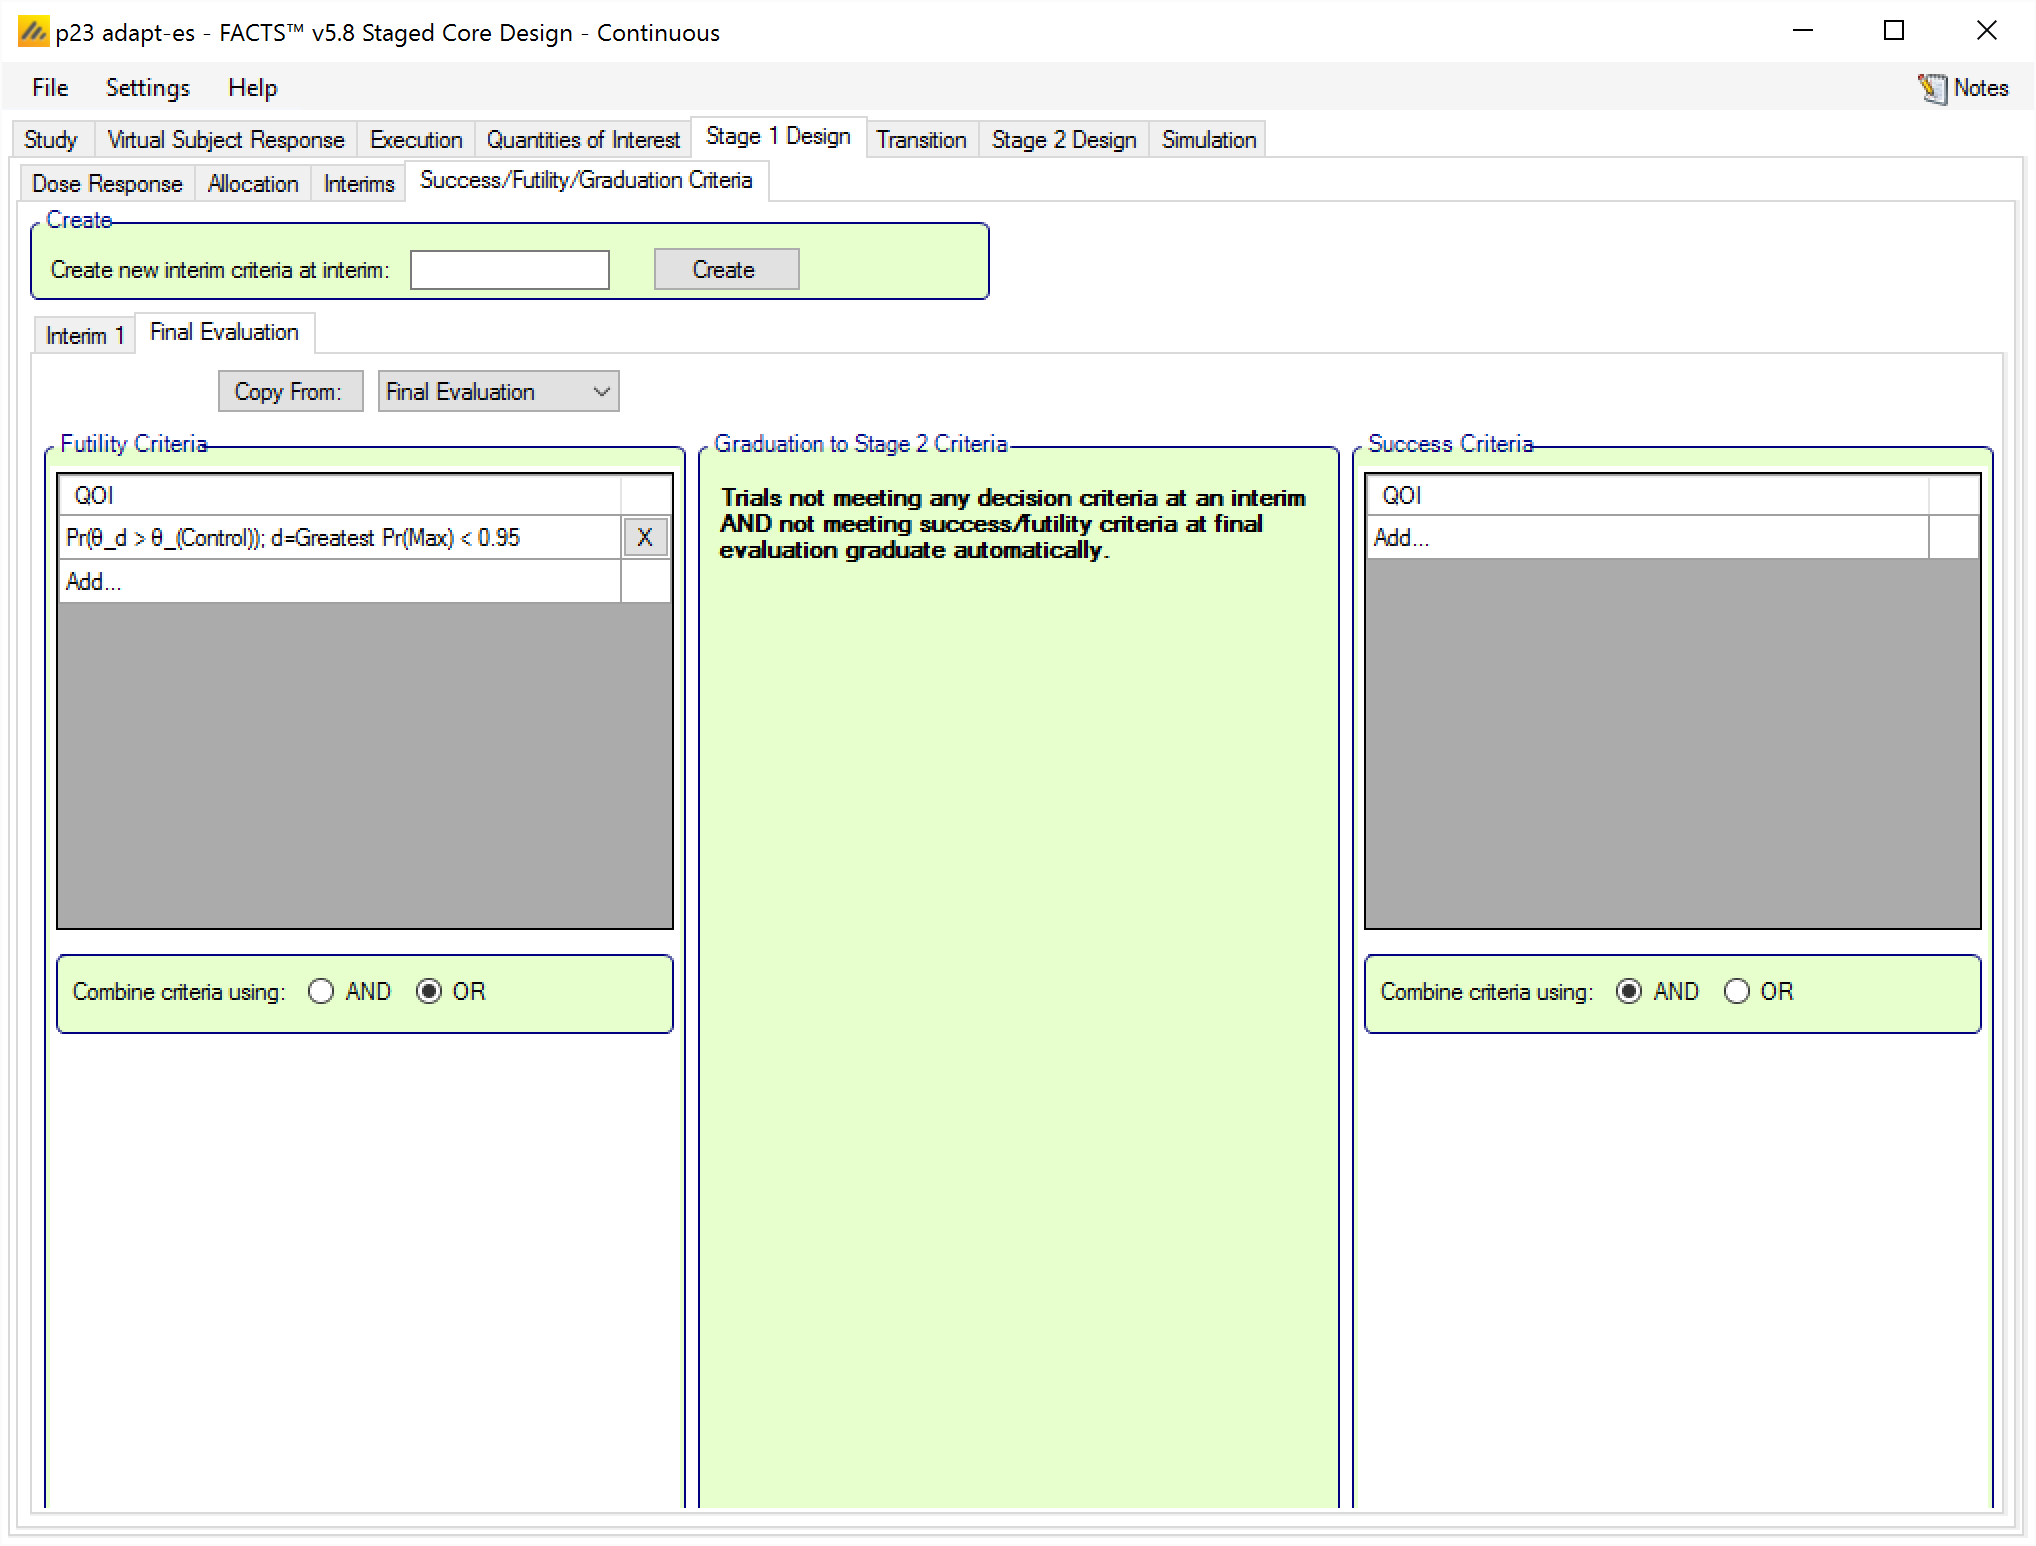 p23 adapt-es - FACTS™ v5.8 Staged Core Design - Continuous
File Settings Help Notes
Study Virtual Subject Response Execution Quantities of Interest Stage 1 Design Transition Stage 2 Design Simulation
Dose Response Allocation Interims Success/Futility/Graduation Criteria
Create
Create new interim criteria at interim: Create
Interim 1 Final Evaluation
Copy From: Final Evaluation
Futility Criteria
QOI
Pr(θ_d > θ_(Control)); d=Greatest Pr(Max) < 0.95 X
Add...
Combine criteria using: AND OR
Graduation to Stage 2 Criteria
Trials not meeting any decision criteria at an interim
AND not meeting success/futility criteria at final
evaluation graduate automatically.
Success Criteria
QOI
Add...
Combine criteria using: AND OR